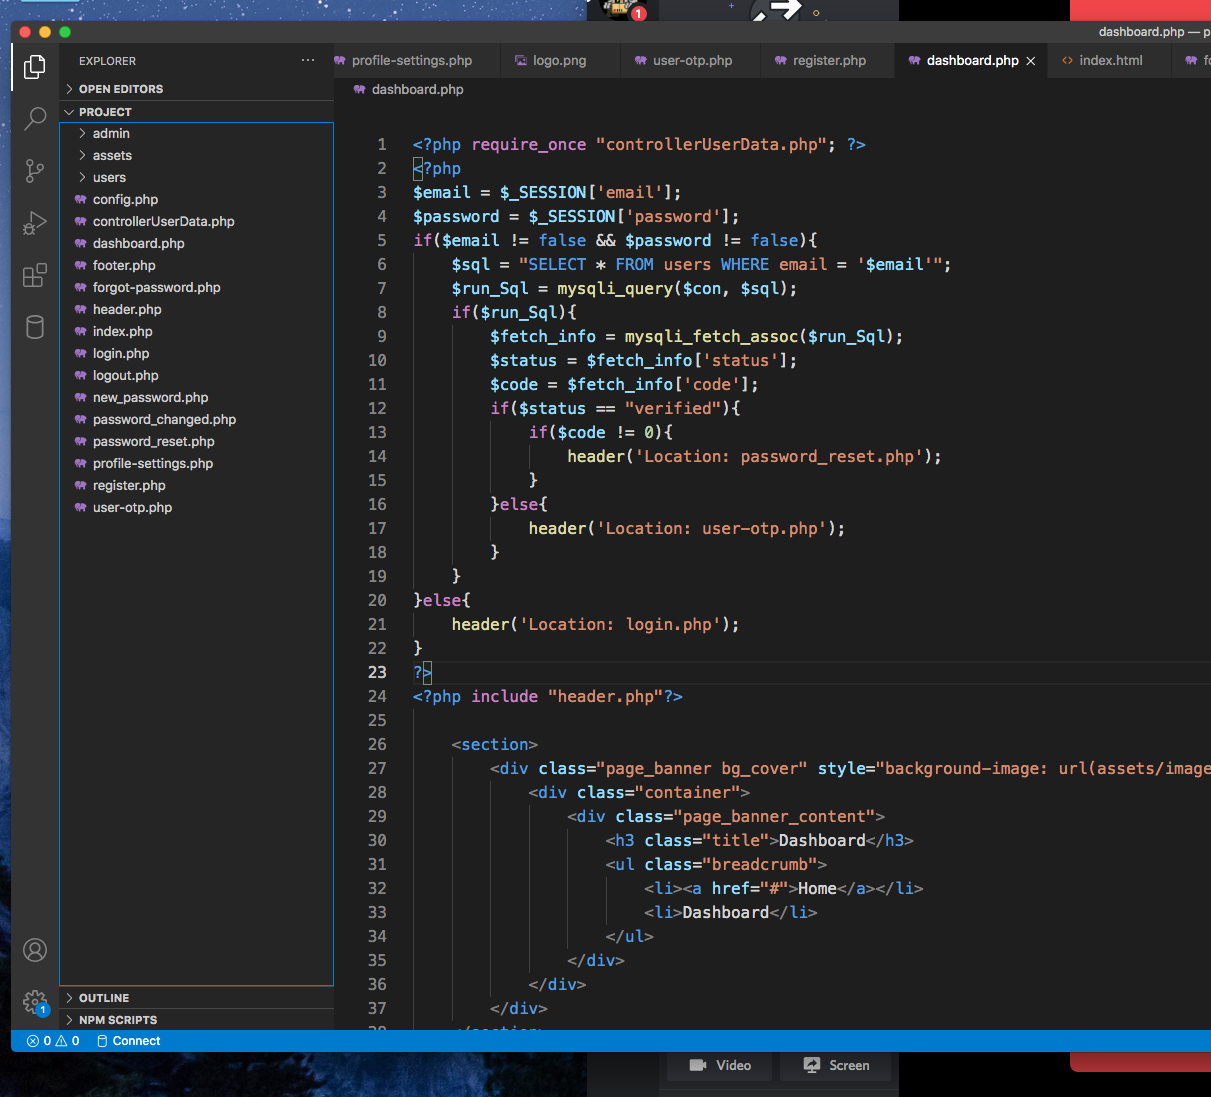 1
dashboard.php — p
EXPLORER
profile-settings.php
logo.png
user-otp.php
register.php
dashboard.php
index.html
OPEN EDITORS
dashboard.php
PROJECT
admin
assets
users
config.php
controllerUserData.php
dashboard.php
footer.php
forgot-password.php
header.php
index.php
login.php
logout.php
new_password.php
password_changed.php
password_reset.php
profile-settings.php
register.php
user-otp.php
1 <?php require_once "controllerUserData.php"; ?>
2 <?php
3 $email = $_SESSION['email'];
4 $password = $_SESSION['password'];
5 if($email != false && $password != false){
6 $sql = "SELECT * FROM users WHERE email = '$email'";
7 $run_Sql = mysqli_query($con, $sql);
8 if($run_Sql){
9 $fetch_info = mysqli_fetch_assoc($run_Sql);
10 $status = $fetch_info['status'];
11 $code = $fetch_info['code'];
12 if($status == "verified"){
13 if($code != 0){
14 header('Location: password_reset.php');
15 }
16 }else{
17 header('Location: user-otp.php');
18 }
19 }
20 }else{
21 header('Location: login.php');
22 }
23 ?>
24 <?php include "header.php"?>
25
26 <section>
27 <div class="page_banner bg_cover" style="background-image: url(assets/image
28 <div class="container">
29 <div class="page_banner_content">
30 <h3 class="title">Dashboard</h3>
31 <ul class="breadcrumb">
32 <li><a href="#">Home</a></li>
33 <li>Dashboard</li>
34 </ul>
35 </div>
36 </div>
37 </div>
OUTLINE
1
NPM SCRIPTS
0 0 Connect
Video
Screen